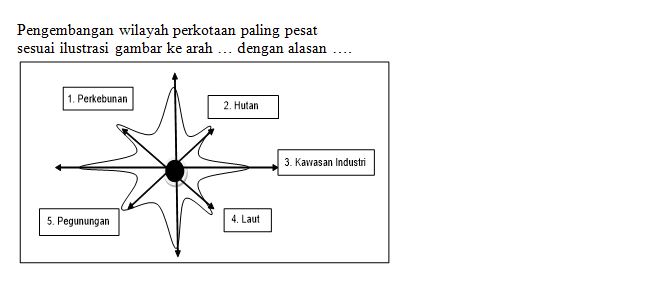 Pengembangan wilayah perkotaan paling pesat
sesuai ilustrasi gambar ke arah ... dengan alasan ....
1. Perkebunan
2. Hutan
3. Kawasan Industri
5. Pegunungan
4. Laut